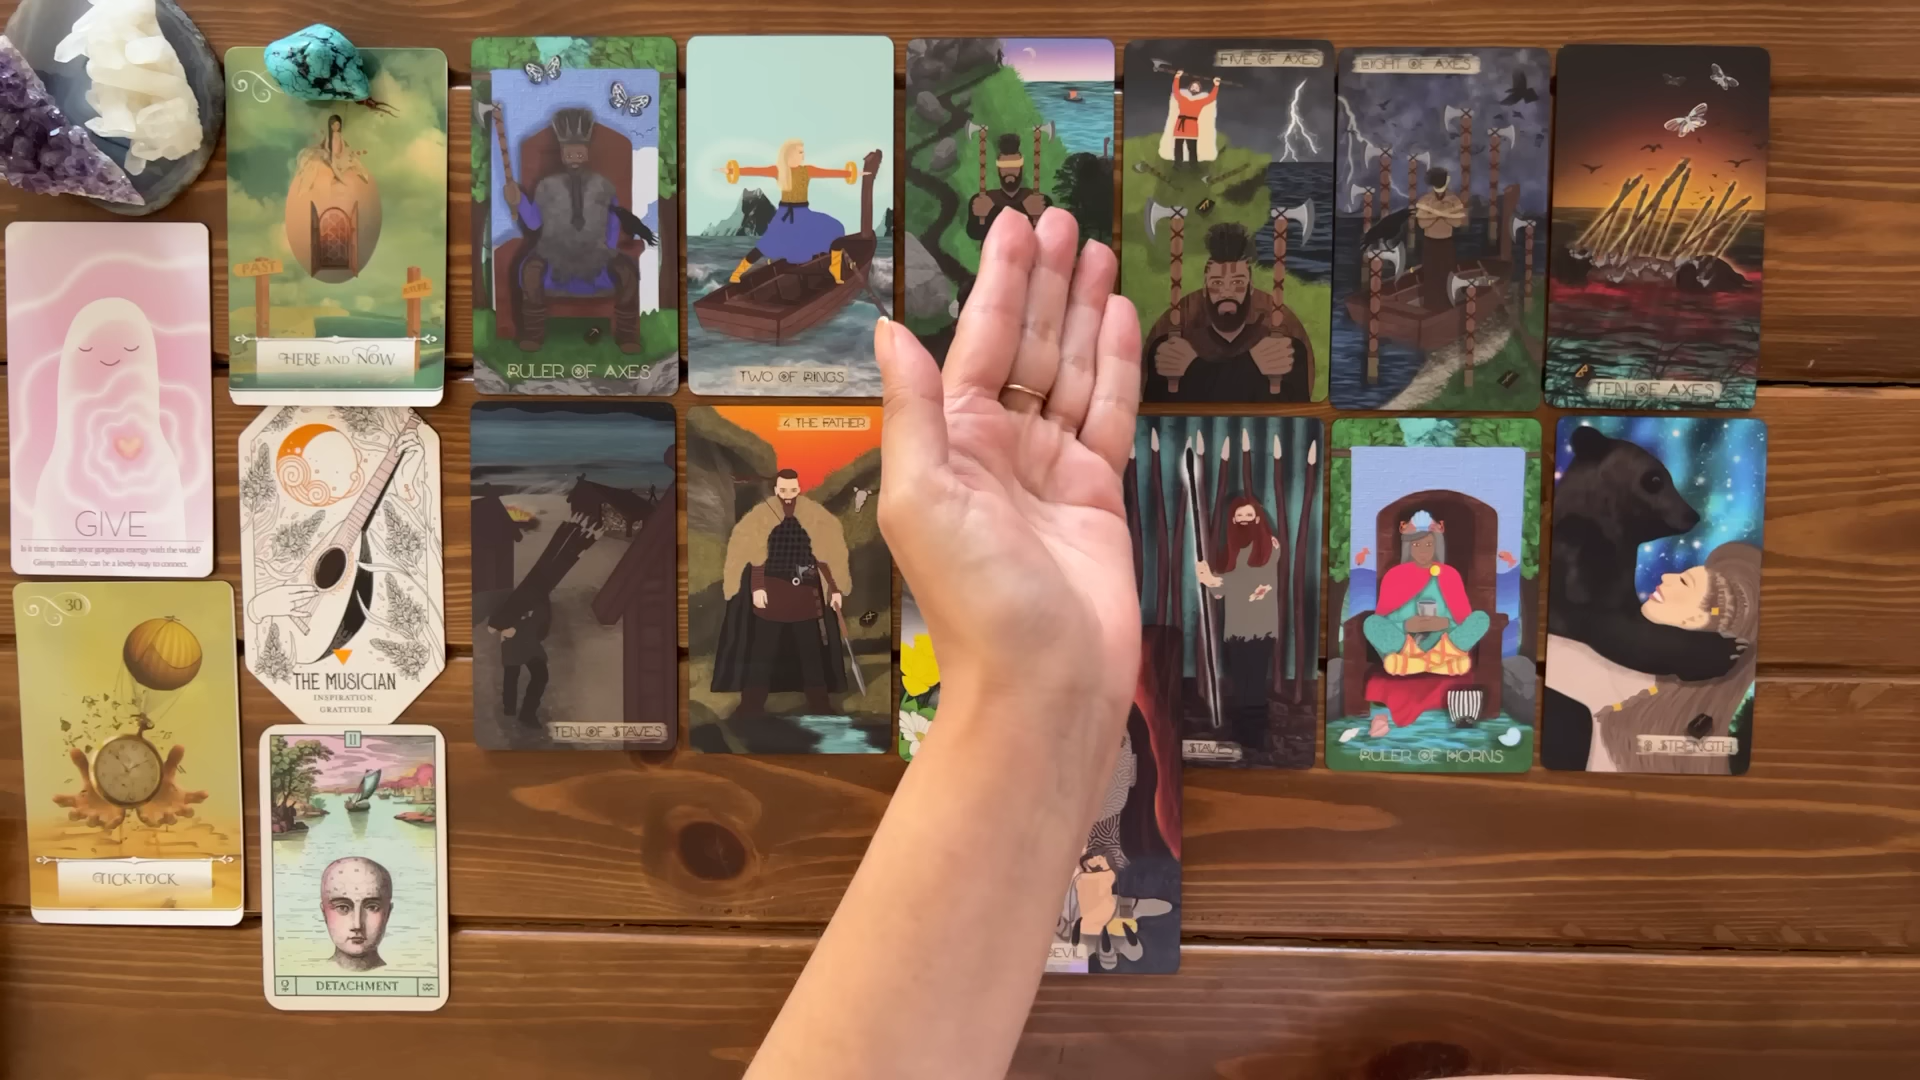 HERE AND NOW
PAST
RULER OF AXES
TWO OF RINGS
FIVE OF AXES
EIGHT OF AXES
TEN OF AXES
GIVE
Is it time to share your gorgeous energy with the world?
Giving mindfully can be a lovely way to connect.
30
TICK-TOCK
THE MUSICIAN
INSPIRATION,
GRATITUDE
II
DETACHMENT
TEN OF STAVES
4 THE FATHER
STAVES
RULER OF HORNS
8 STRENGTH
DEVIL